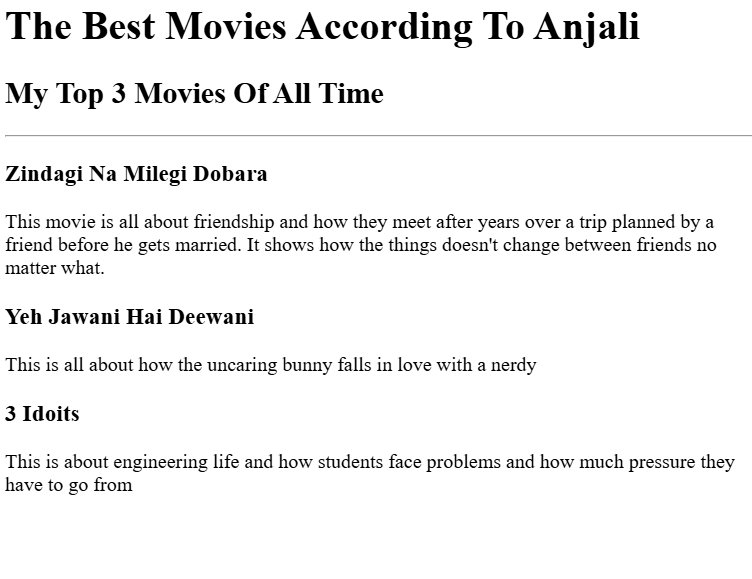 The Best Movies According To Anjali
My Top 3 Movies Of All Time
Zindagi Na Milegi Dobara
This movie is all about friendship and how they meet after years over a trip planned by a
friend before he gets married. It shows how the things doesn't change between friends no
matter what.
Yeh Jawani Hai Deewani
This is all about how the uncaring bunny falls in love with a nerdy
3 Idoits
This is about engineering life and how students face problems and how much pressure they
have to go from